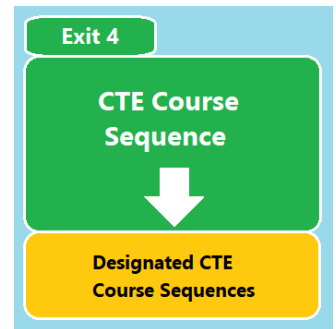 Exit 4
CTE Course
Sequence
Designated CTE
Course Sequences